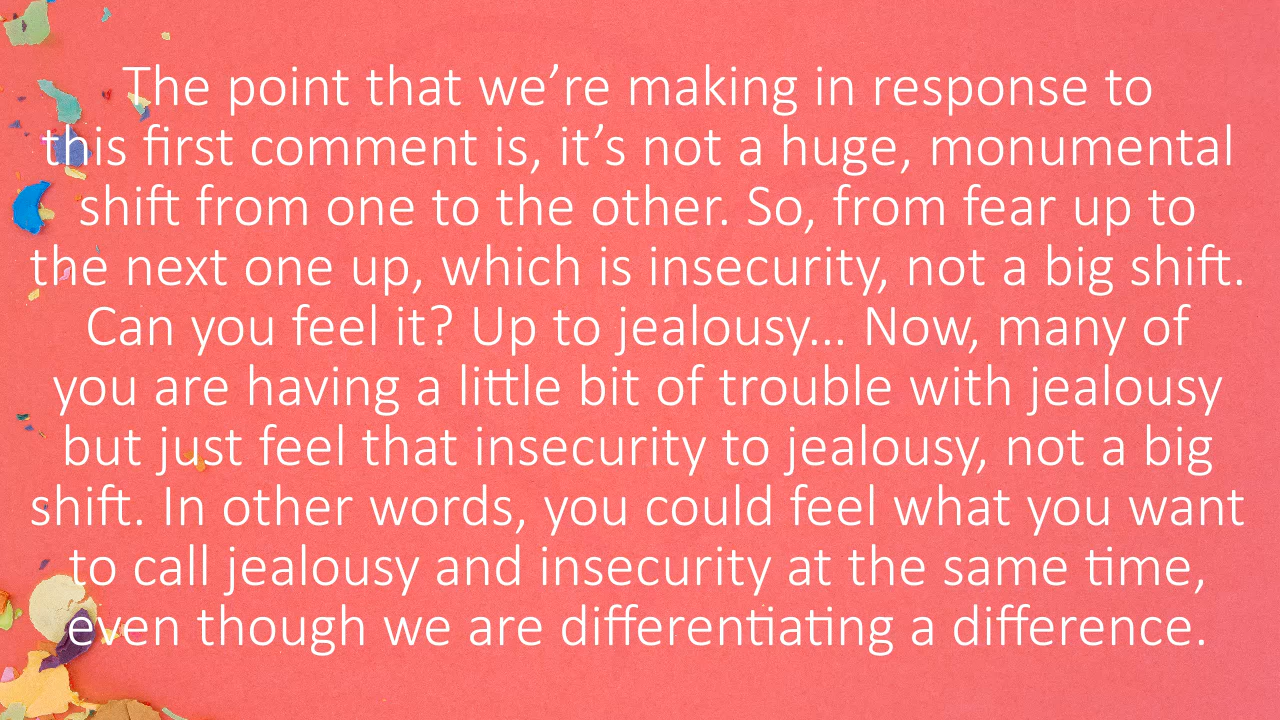 The point that we’re making in response to
this first comment is, it’s not a huge, monumental
shift from one to the other. So, from fear up to
the next one up, which is insecurity, not a big shift.
Can you feel it? Up to jealousy... Now, many of
you are having a little bit of trouble with jealousy
but just feel that insecurity to jealousy, not a big
shift. In other words, you could feel what you want
to call jealousy and insecurity at the same time,
even though we are differentiating a difference.